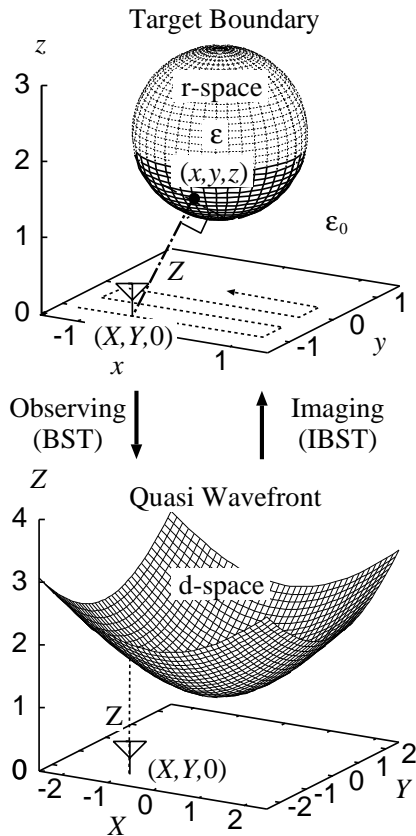 Target Boundary
z
3
r-space
ε
2
(x,y,z)
1
ε0
Z
0
-1
(X,Y,0)
x
1
-1
0
1
y
Observing
(BST)
Imaging
(IBST)
Z
Quasi Wavefront
4
d-space
3
2
1
Z
0
(X,Y,0)
-2
-1
0
1
2
X
-2
-1
0
1
2
Y